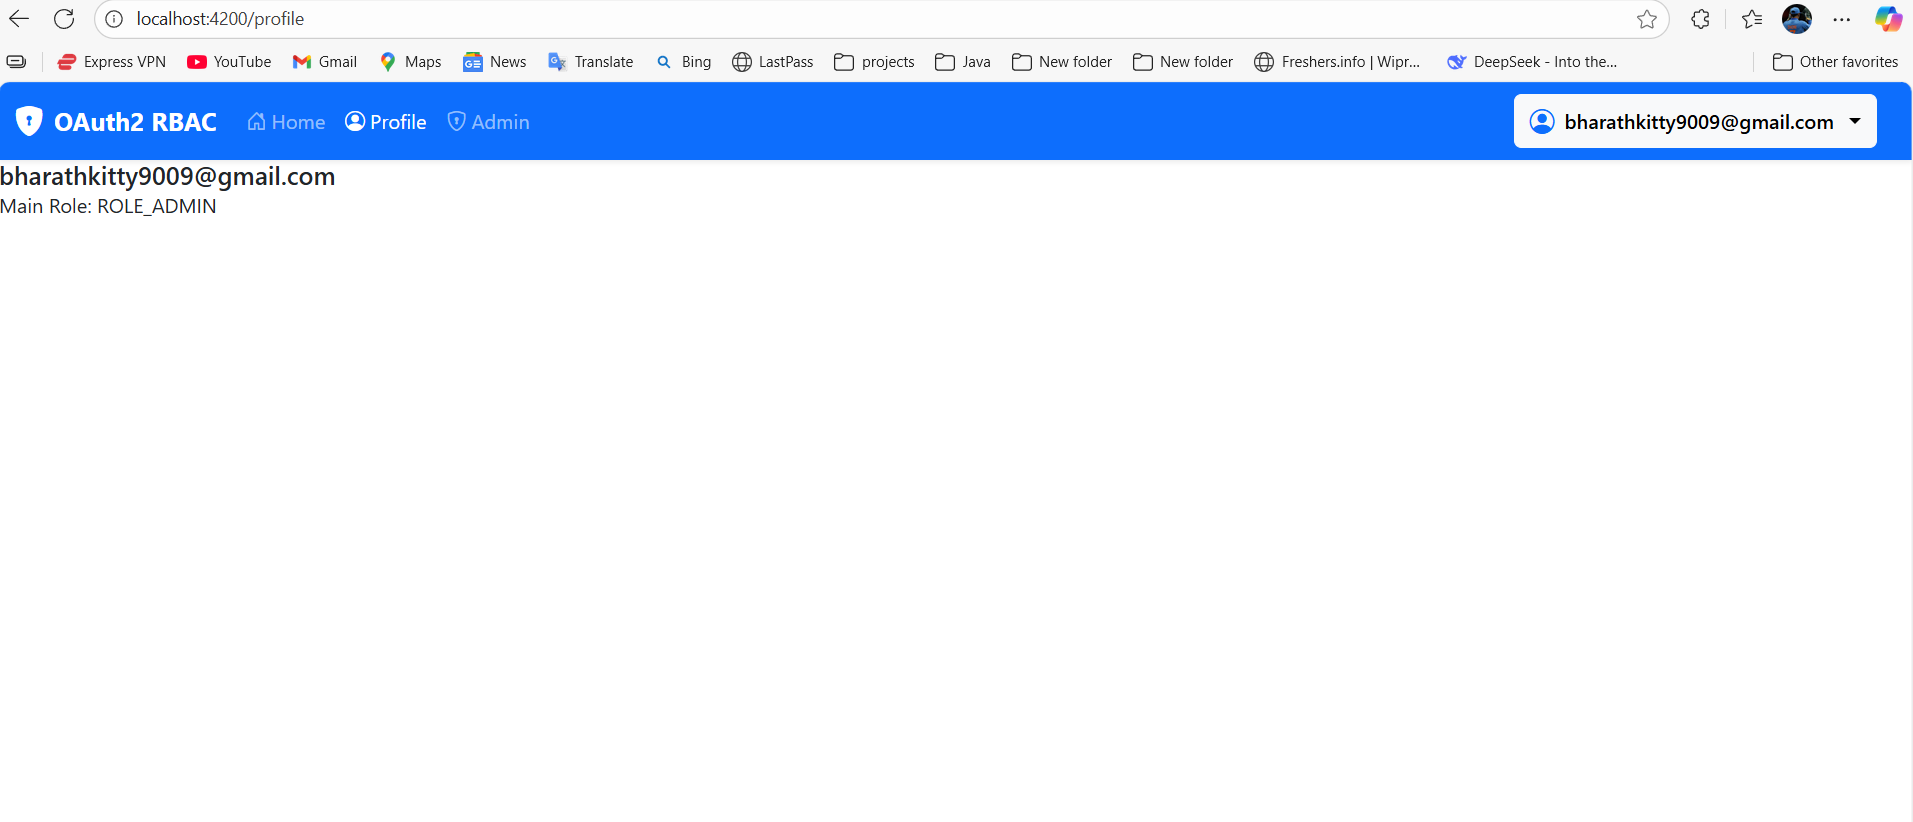 localhost:4200/profile
Express VPN YouTube Gmail Maps News Translate Bing LastPass projects Java New folder New folder Freshers.info | Wipr... DeepSeek - Into the... Other favorites
OAuth2 RBAC Home Profile Admin bharathkitty9009@gmail.com
bharathkitty9009@gmail.com
Main Role: ROLE_ADMIN